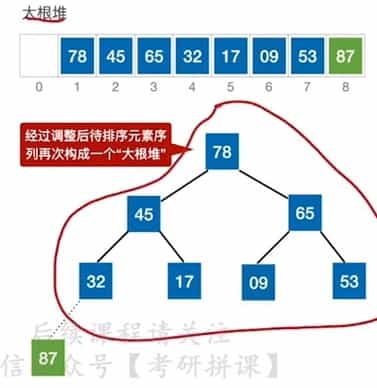 大根堆
78 45 65 32 17 09 53 87
0 1 2 3 4 5 6 7 8
经过调整后待排序元素序
列再次构成一个“大根堆”
78
45 65
32 17 09 53
后续课程请关注
87
信 众号【考研拼课】